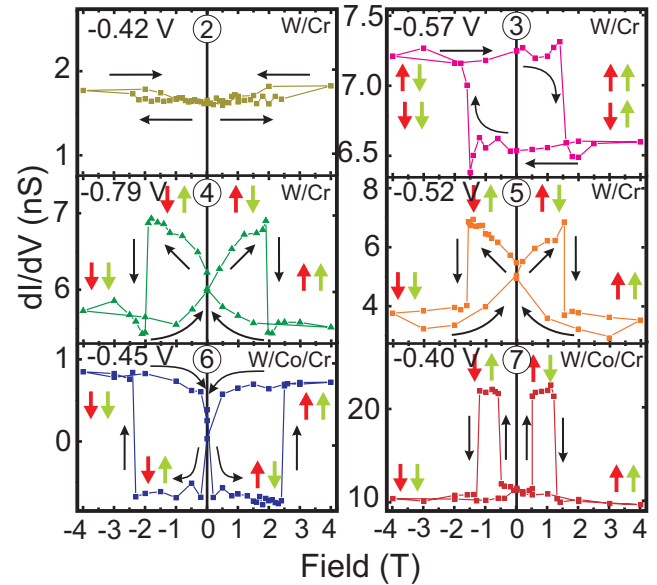 -0.42 V 2 W/Cr
-0.57 V 3 W/Cr
2
1
7.5
7.2
6.5
-0.79 V 4 W/Cr
-0.52 V 5 W/Cr
7
6
8
6
4
dI/dV (nS)
-0.45 V 6 W/Co/Cr
-0.40 V 7 W/Co/Cr
1
0
20
10
-4 -3 -2 -1 0 1 2 3 4
-4 -3 -2 -1 0 1 2 3 4
Field (T)